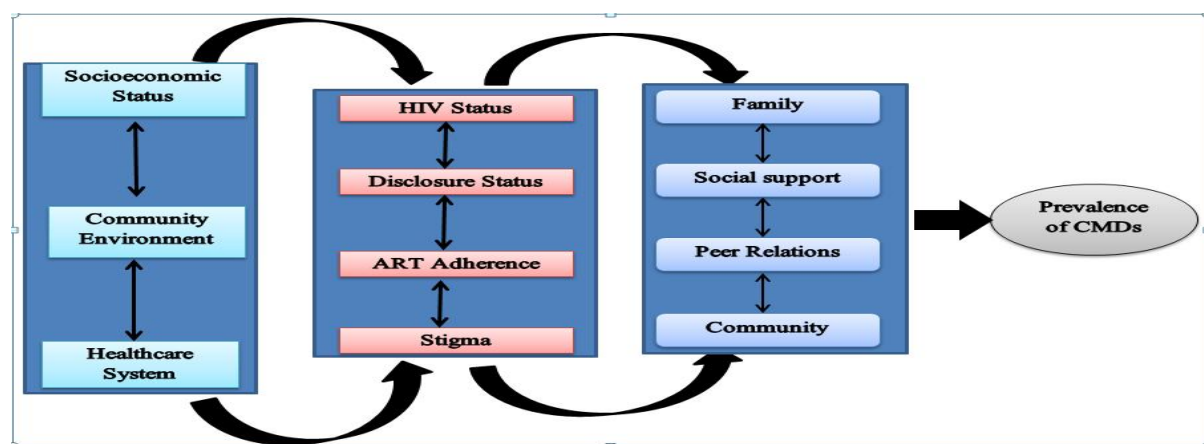 Socioeconomic
Status
Community
Environment
Healthcare
System
HIV Status
Disclosure Status
ART Adherence
Stigma
Family
Social support
Peer Relations
Community
Prevalence
of CMDs